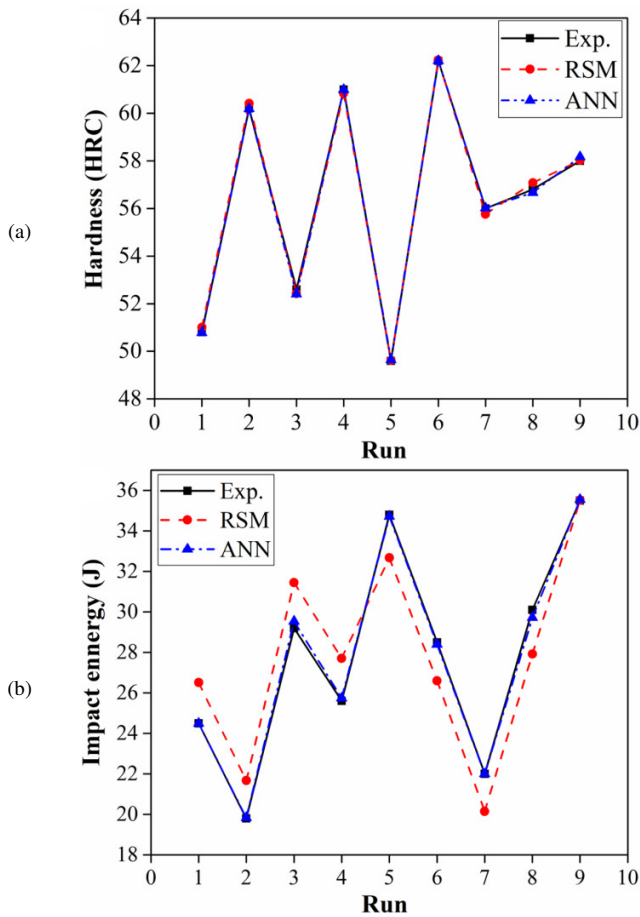 (a)
Hardness (HRC)
64
62
60
58
56
54
52
50
48
Exp.
RSM
ANN
0 1 2 3 4 5 6 7 8 9 10
Run
(b)
Impact ennergy (J)
36
34
32
30
28
26
24
22
20
18
Exp.
RSM
ANN
0 1 2 3 4 5 6 7 8 9 10
Run